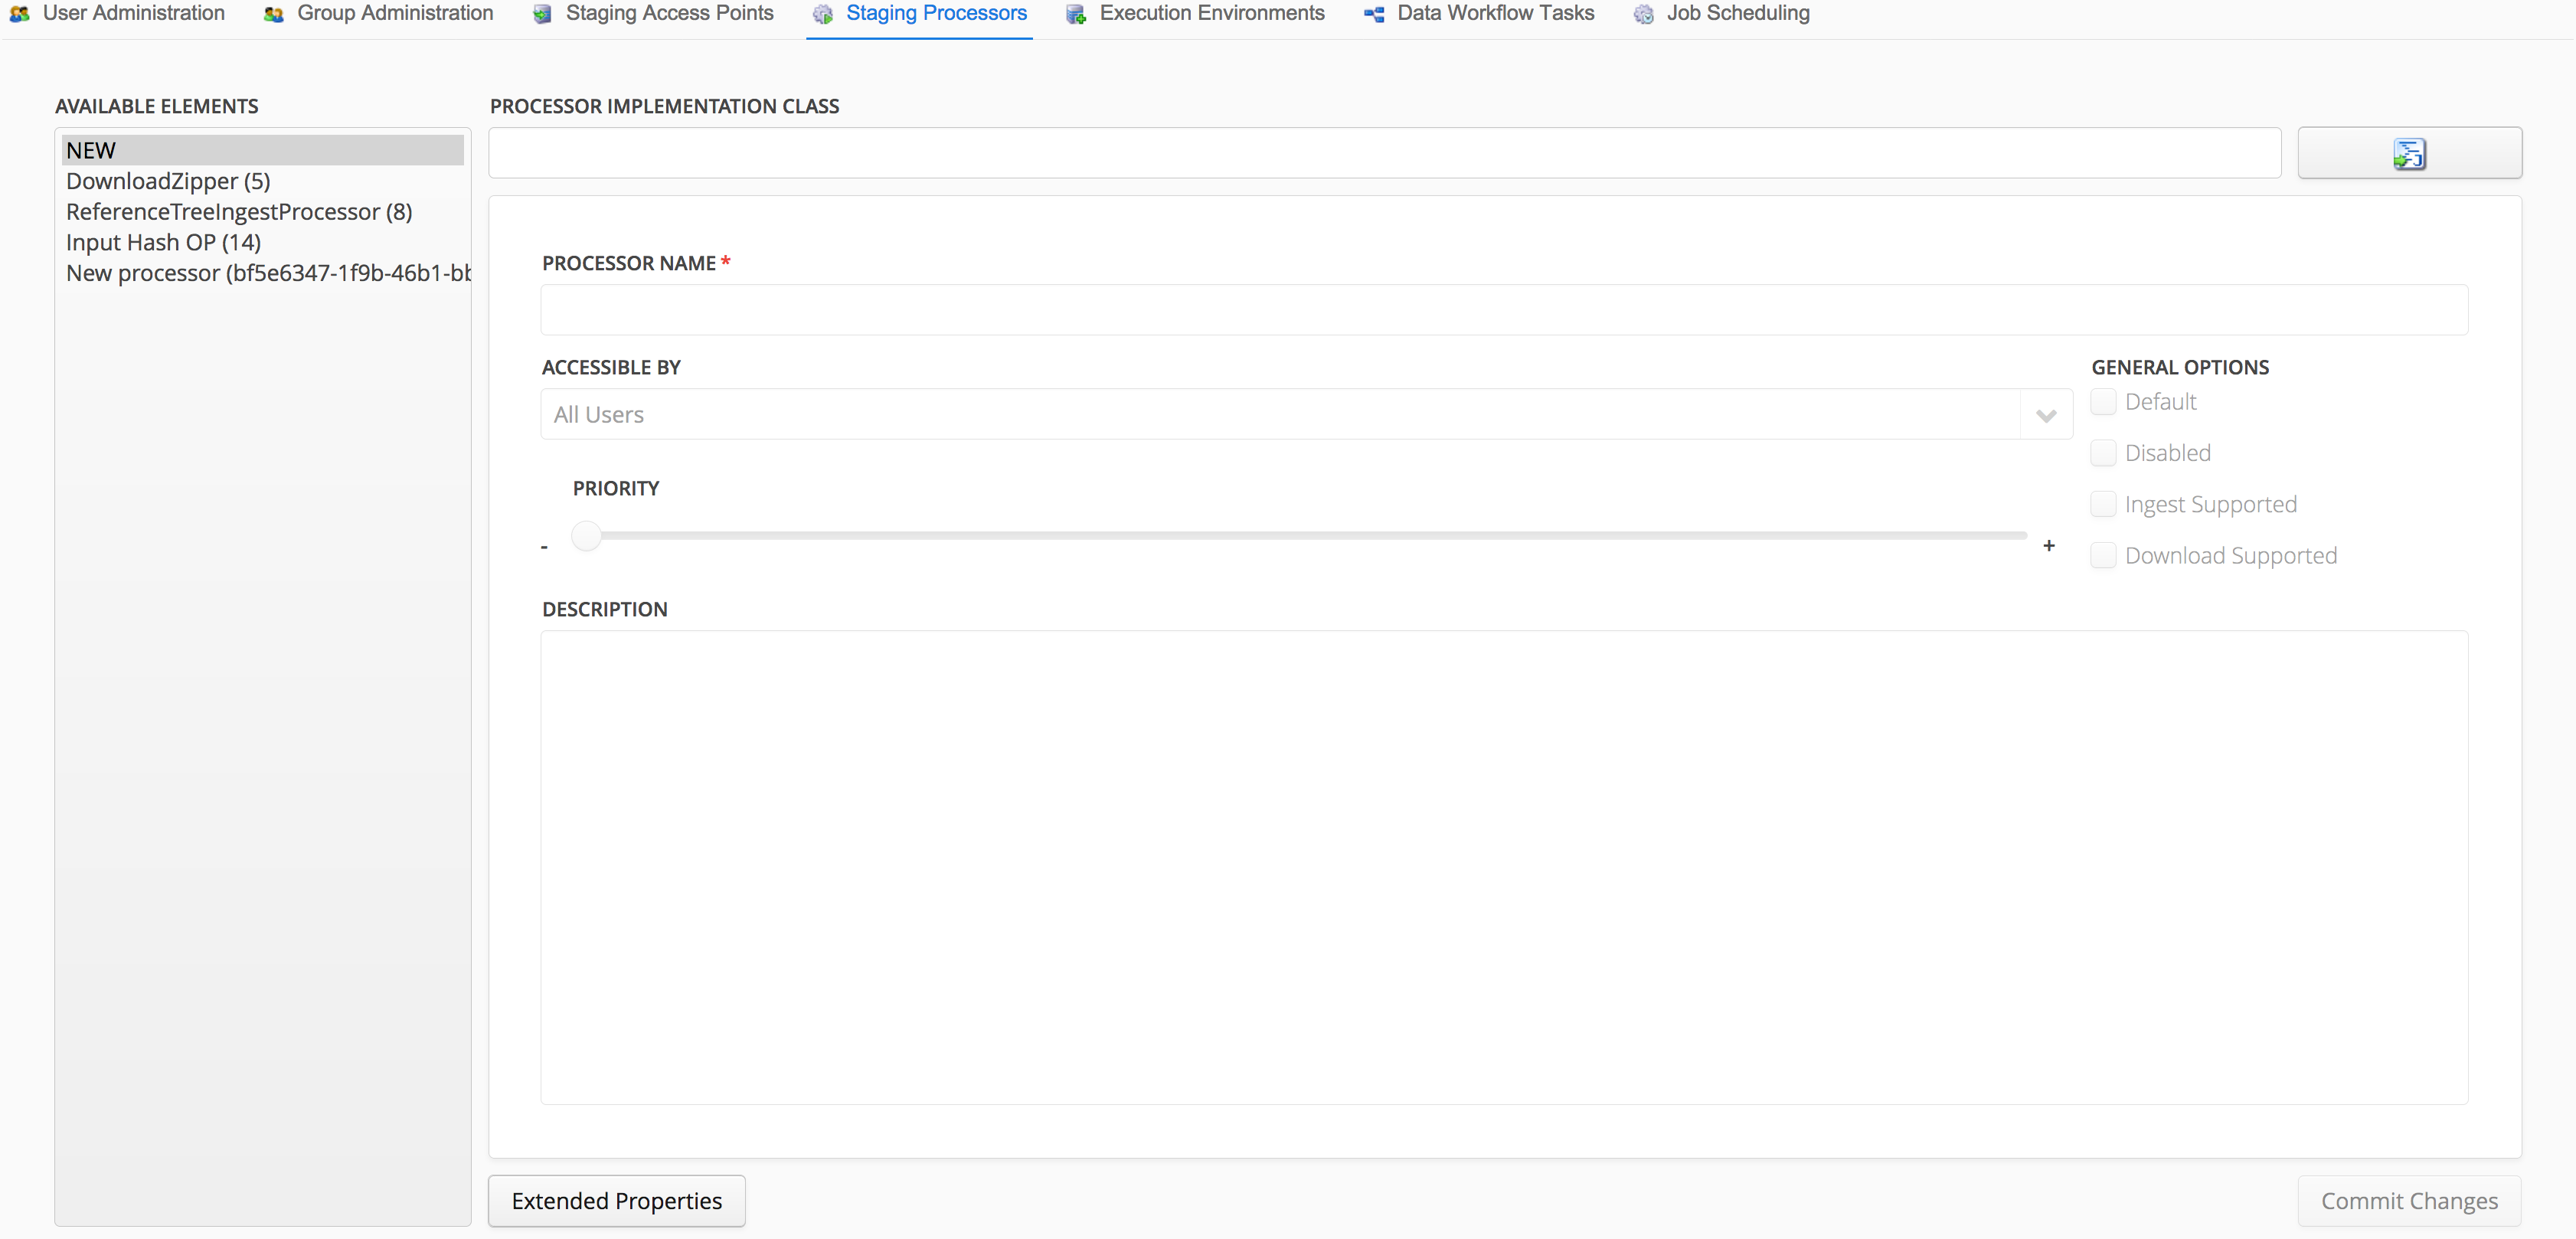 User Administration
Group Administration
Staging Access Points
Staging Processors
Execution Environments
Data Workflow Tasks
Job Scheduling
AVAILABLE ELEMENTS
NEW
DownloadZipper (5)
ReferenceTreeIngestProcessor (8)
Input Hash OP (14)
New processor (bf5e6347-1f9b-46b1-bb
PROCESSOR IMPLEMENTATION CLASS
PROCESSOR NAME *
ACCESSIBLE BY
All Users
GENERAL OPTIONS
Default
Disabled
Ingest Supported
Download Supported
PRIORITY
- +
DESCRIPTION
Extended Properties
Commit Changes